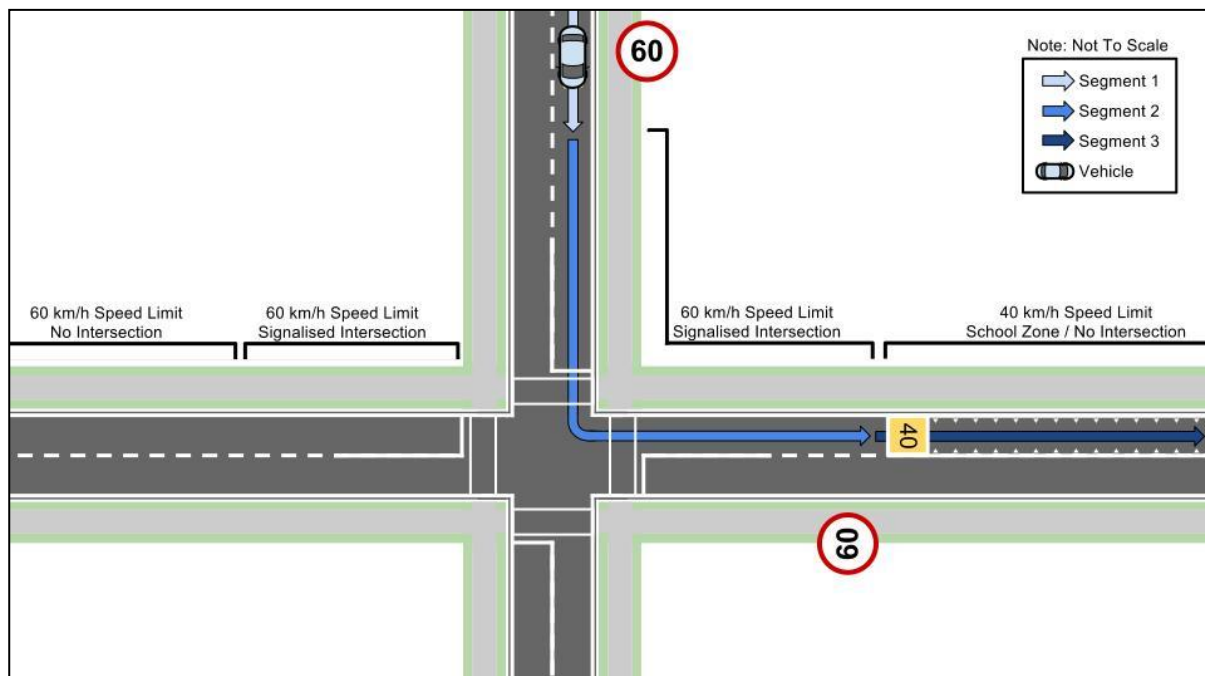 60
Note: Not To Scale
Segment 1
Segment 2
Segment 3
Vehicle
60 km/h Speed Limit
No Intersection
60 km/h Speed Limit
Signalised Intersection
60 km/h Speed Limit
Signalised Intersection
40 km/h Speed Limit
School Zone / No Intersection
40
60